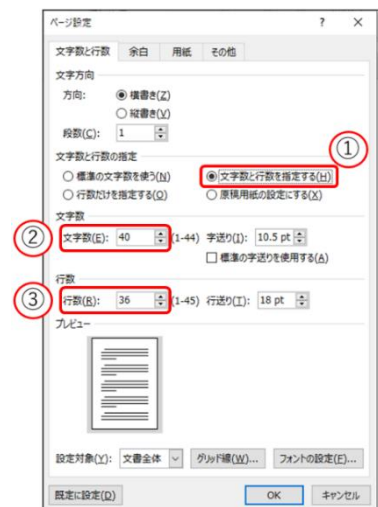 ページ設定 ? ×
文字数と行数 余白 用紙 その他
文字方向
方向: 横書き(Z)
縦書き(V)
段数(C): 1
①
文字数と行数の指定
標準の文字数を使う(N) 文字数と行数を指定する(H)
行数だけを指定する(O) 原稿用紙の設定にする(X)
文字数
② 文字数(E): 40 (1-44) 字送り(I): 10.5 pt
標準の字送りを使用する(A)
行数
③ 行数(R): 36 (1-45) 行送り(T): 18 pt
プレビュー
設定対象(Y): 文書全体 グリッド線(W)... フォントの設定(F)...
既定に設定(D) OK キャンセル